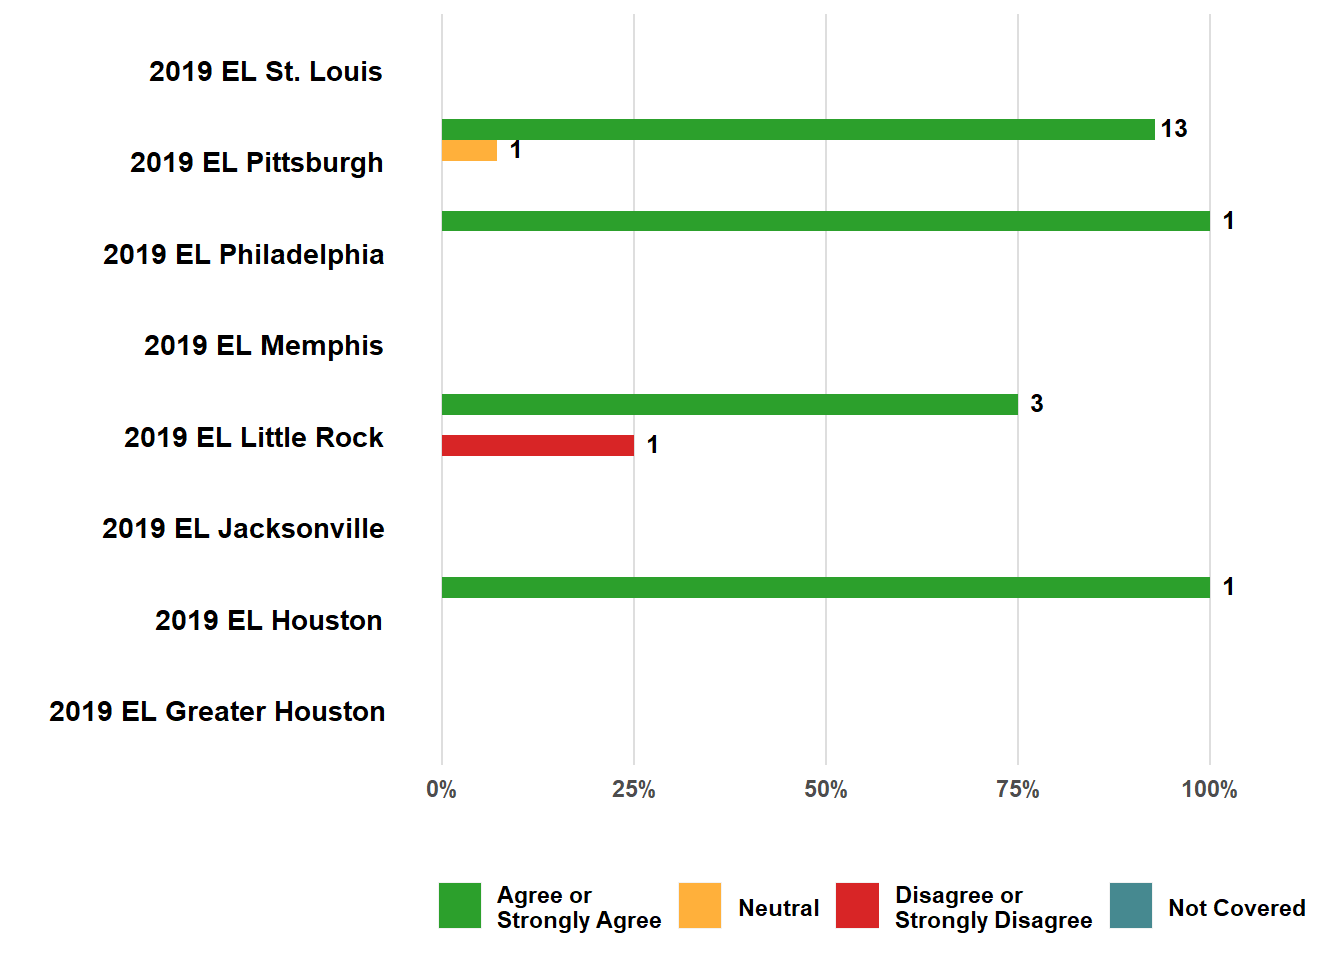 2019 EL St. Louis
13
1
2019 EL Pittsburgh
1
2019 EL Philadelphia
2019 EL Memphis
3
2019 EL Little Rock
1
2019 EL Jacksonville
1
2019 EL Houston
2019 EL Greater Houston
0% 25% 50% 75% 100%
Agree or
Strongly Agree
Neutral
Disagree or
Strongly Disagree
Not Covered